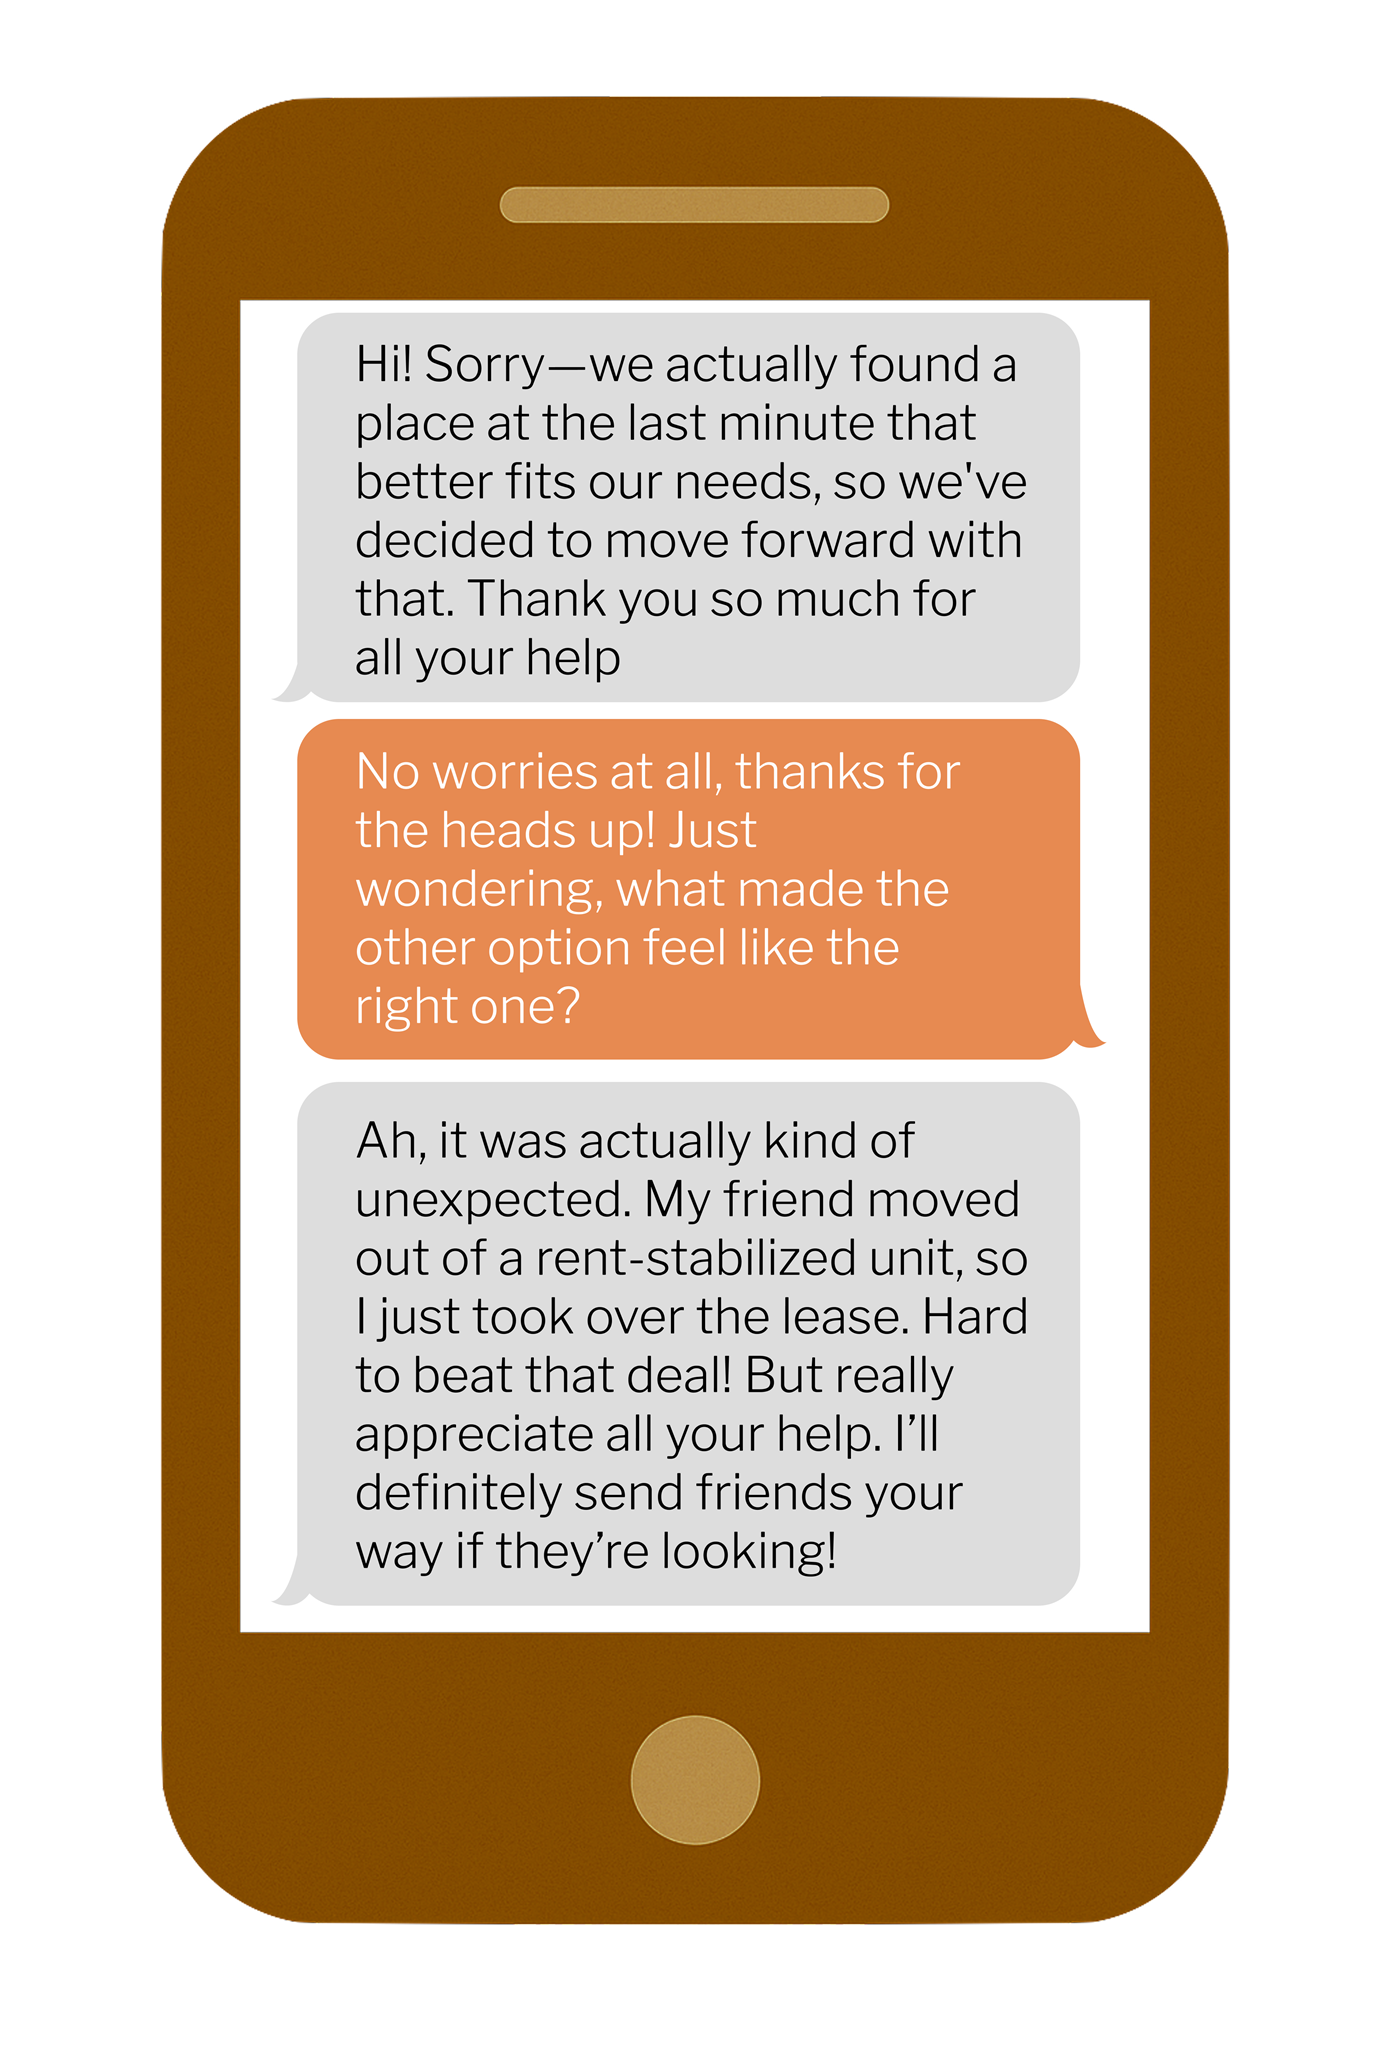 Hi! Sorry—we actually found a
place at the last minute that
better fits our needs, so we've
decided to move forward with
that. Thank you so much for
all your help
No worries at all, thanks for
the heads up! Just
wondering, what made the
other option feel like the
right one?
Ah, it was actually kind of
unexpected. My friend moved
out of a rent-stabilized unit, so
I just took over the lease. Hard
to beat that deal! But really
appreciate all your help. I’ll
definitely send friends your
way if they’re looking!